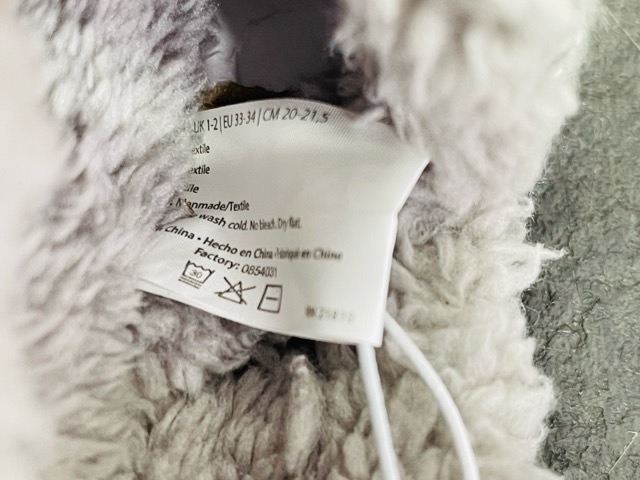 UK 1-2 | EU 33-34 | CM 20-21,5
extile
extile
Manmade/Textile
wash cold. No bleach. Dry flat.
China • Hecho en China • Fabriqué en Chine
Factory: 0854031
30